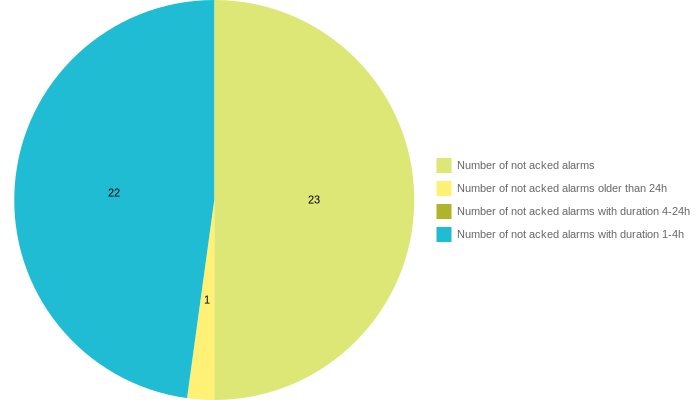 22
23
1
Number of not acked alarms
Number of not acked alarms older than 24h
Number of not acked alarms with duration 4-24h
Number of not acked alarms with duration 1-4h